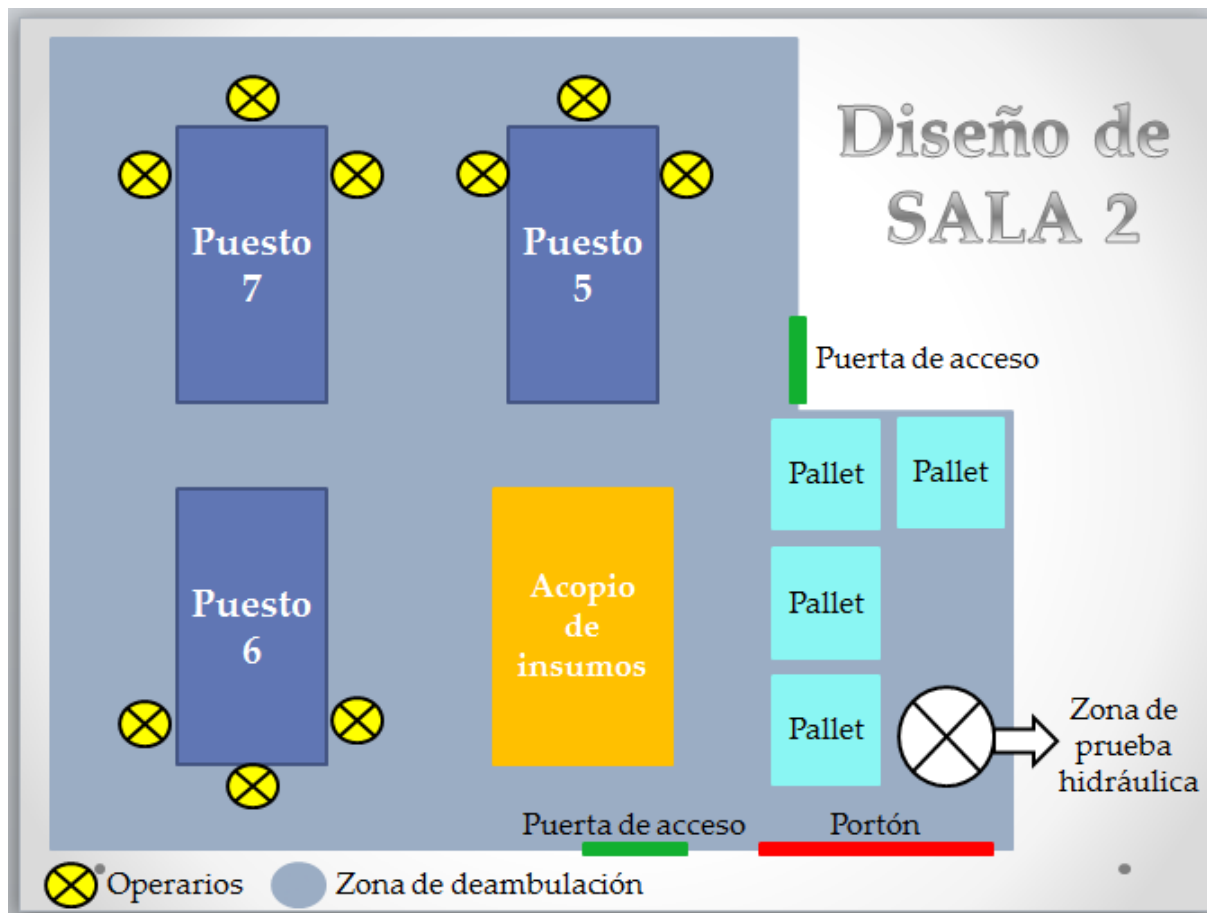 Diseño de
SALA 2
Puesto
7
Puesto
5
Puerta de acceso
Pallet
Pallet
Puesto
6
Acopio
de
insumos
Pallet
Pallet
Zona de
prueba
hidráulica
Puerta de acceso
Portón
Operarios
Zona de deambulación